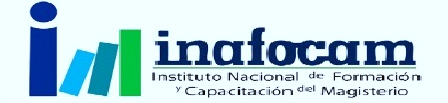 inafocam
Instituto Nacional de Formación
y Capacitación del Magisterio